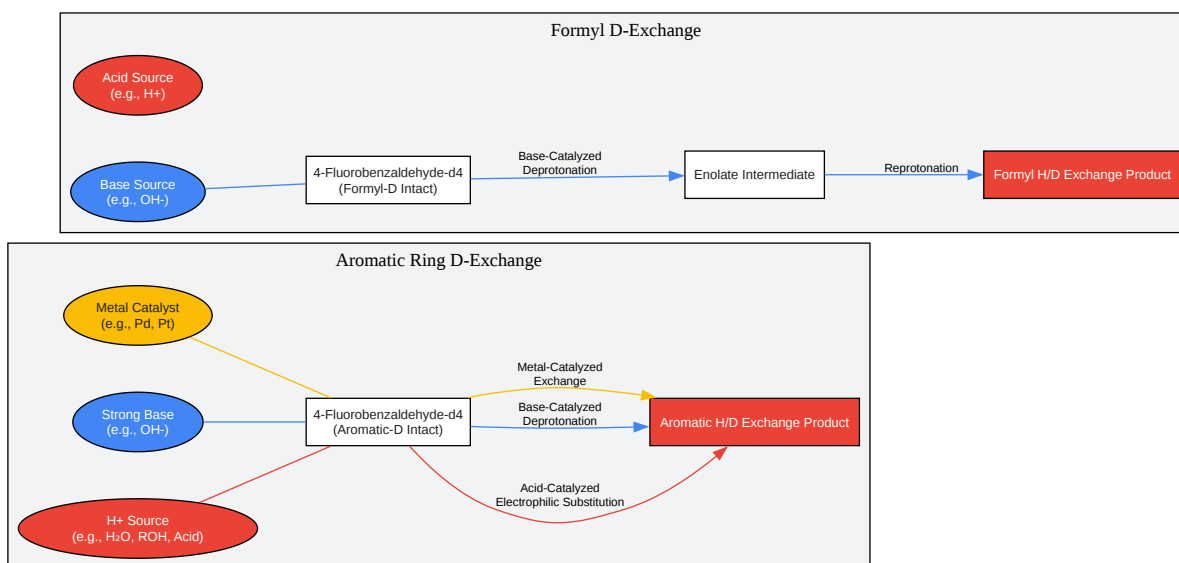 Formyl D-Exchange
Acid Source
(e.g., H+)
Base Source
(e.g., OH-)
4-Fluorobenzaldehyde-d4
(Formyl-D Intact)
Base-Catalyzed
Deprotonation
Enolate Intermediate
Reprotonation
Formyl H/D Exchange Product
Aromatic Ring D-Exchange
Metal Catalyst
(e.g., Pd, Pt)
Strong Base
(e.g., OH-)
H+ Source
(e.g., H₂O, ROH, Acid)
4-Fluorobenzaldehyde-d4
(Aromatic-D Intact)
Metal-Catalyzed
Exchange
Base-Catalyzed
Deprotonation
Acid-Catalyzed
Electrophilic Substitution
Aromatic H/D Exchange Product